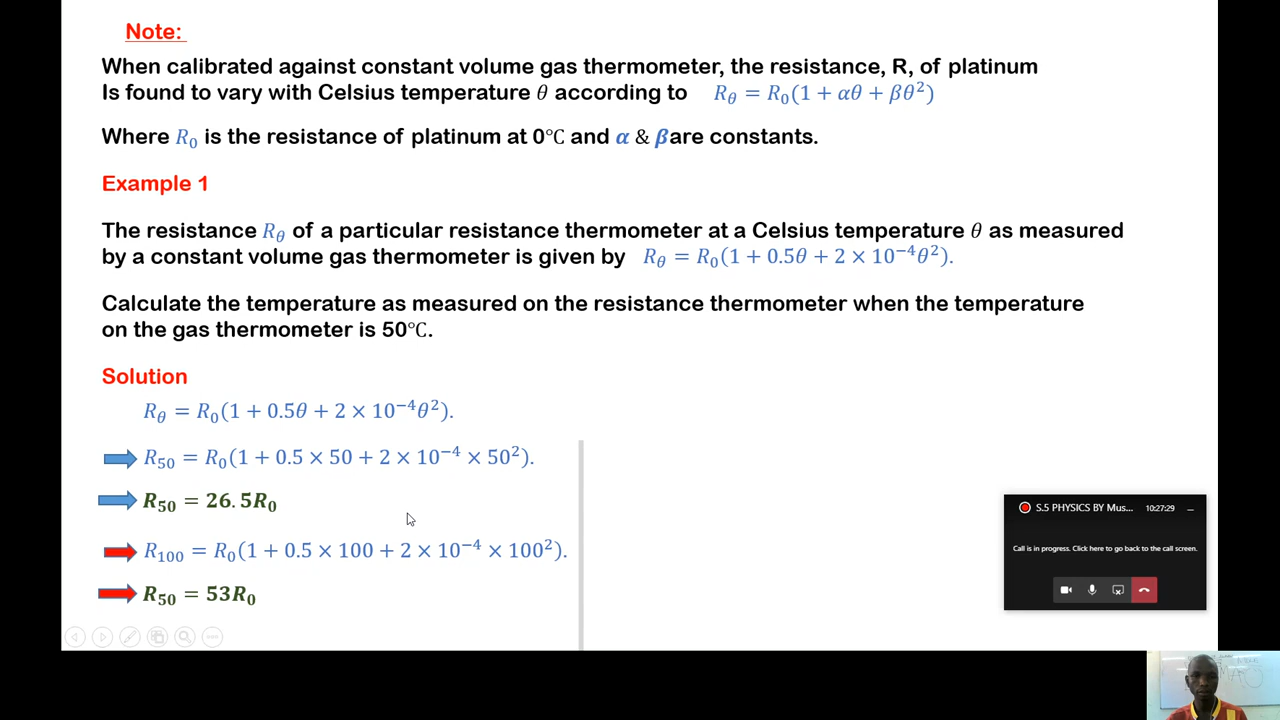 Note:
When calibrated against constant volume gas thermometer, the resistance, R, of platinum
Is found to vary with Celsius temperature θ according to R_θ = R_0(1 + αθ + βθ²)
Where R_0 is the resistance of platinum at 0°C and α & β are constants.
Example 1
The resistance R_θ of a particular resistance thermometer at a Celsius temperature θ as measured
by a constant volume gas thermometer is given by R_θ = R_0(1 + 0.5θ + 2 × 10⁻⁴θ²).
Calculate the temperature as measured on the resistance thermometer when the temperature
on the gas thermometer is 50°C.
Solution
R_θ = R_0(1 + 0.5θ + 2 × 10⁻⁴θ²).
R_50 = R_0(1 + 0.5 × 50 + 2 × 10⁻⁴ × 50²).
R_50 = 26.5R_0
R_100 = R_0(1 + 0.5 × 100 + 2 × 10⁻⁴ × 100²).
R_50 = 53R_0
S.5 PHYSICS BY Mus... 10:27:29
Call is in progress. Click here to go back to the call screen.